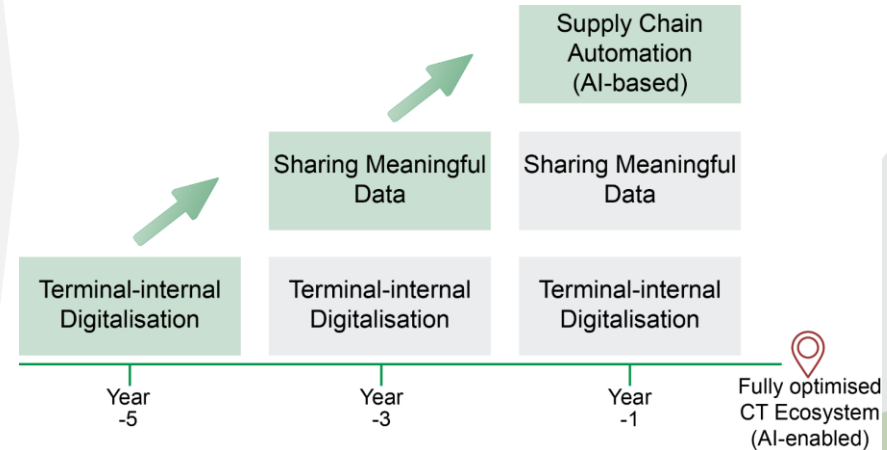 Supply Chain
Automation
(AI-based)
Sharing Meaningful
Data
Sharing Meaningful
Data
Terminal-internal
Digitalisation
Terminal-internal
Digitalisation
Terminal-internal
Digitalisation
Year
-5
Year
-3
Year
-1
Fully optimised
CT Ecosystem
(AI-enabled)